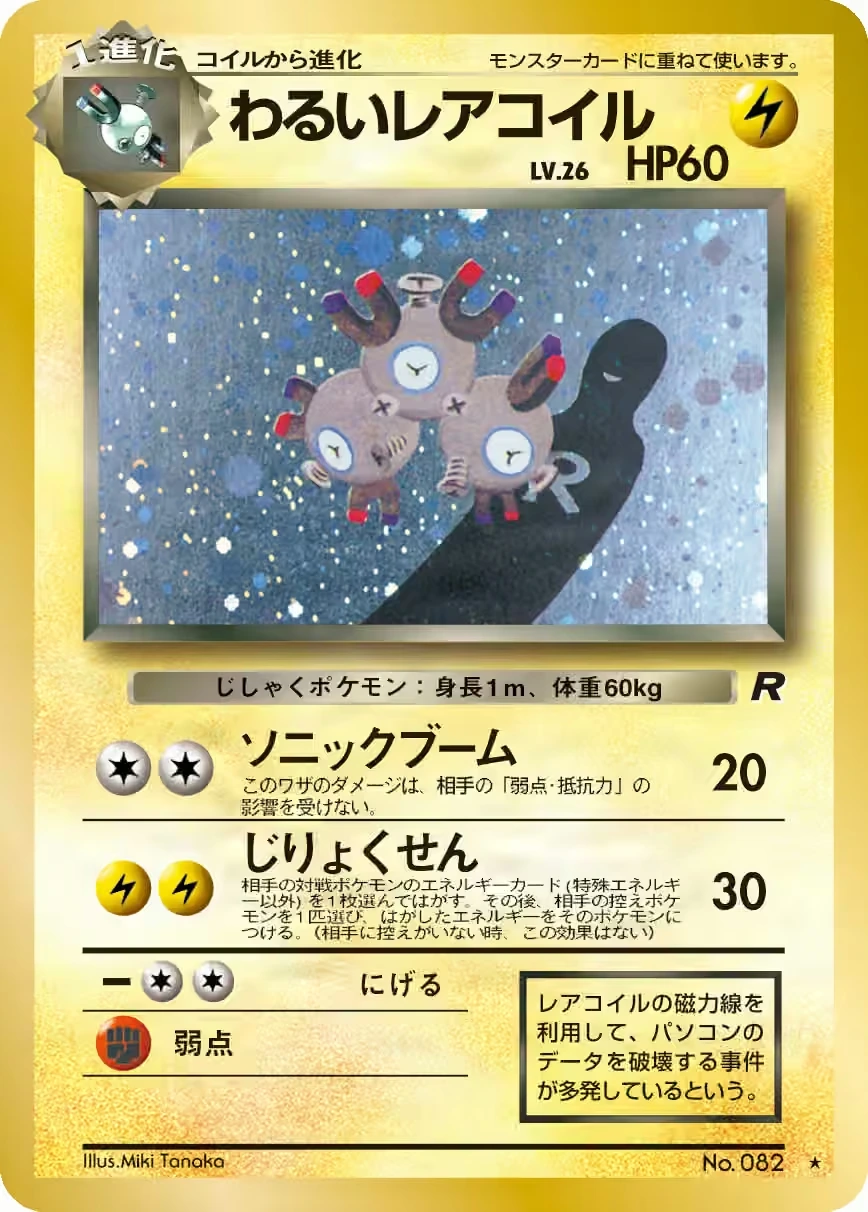 1進化
コイルから進化
モンスターカードに重ねて使います。
わるいレアコイル
LV.26 HP60
R
じしゃくポケモン：身長1m、体重60kg
R
ソニックブーム
20
このワザのダメージは、相手の「弱点・抵抗力」の
影響を受けない。
じりょくせん
30
相手の対戦ポケモンのエネルギーカード（特殊エネルギ
ー以外）を1枚選んではがす。その後、相手の控えポケ
モンを1匹選び、はがしたエネルギーをそのポケモンに
つける。（相手に控えがいない時、この効果はない）
にげる
弱点
レアコイルの磁力線を
利用して、パソコンの
データを破壊する事件
が多発しているという。
Illus.Miki Tanaka
No. 082 ★